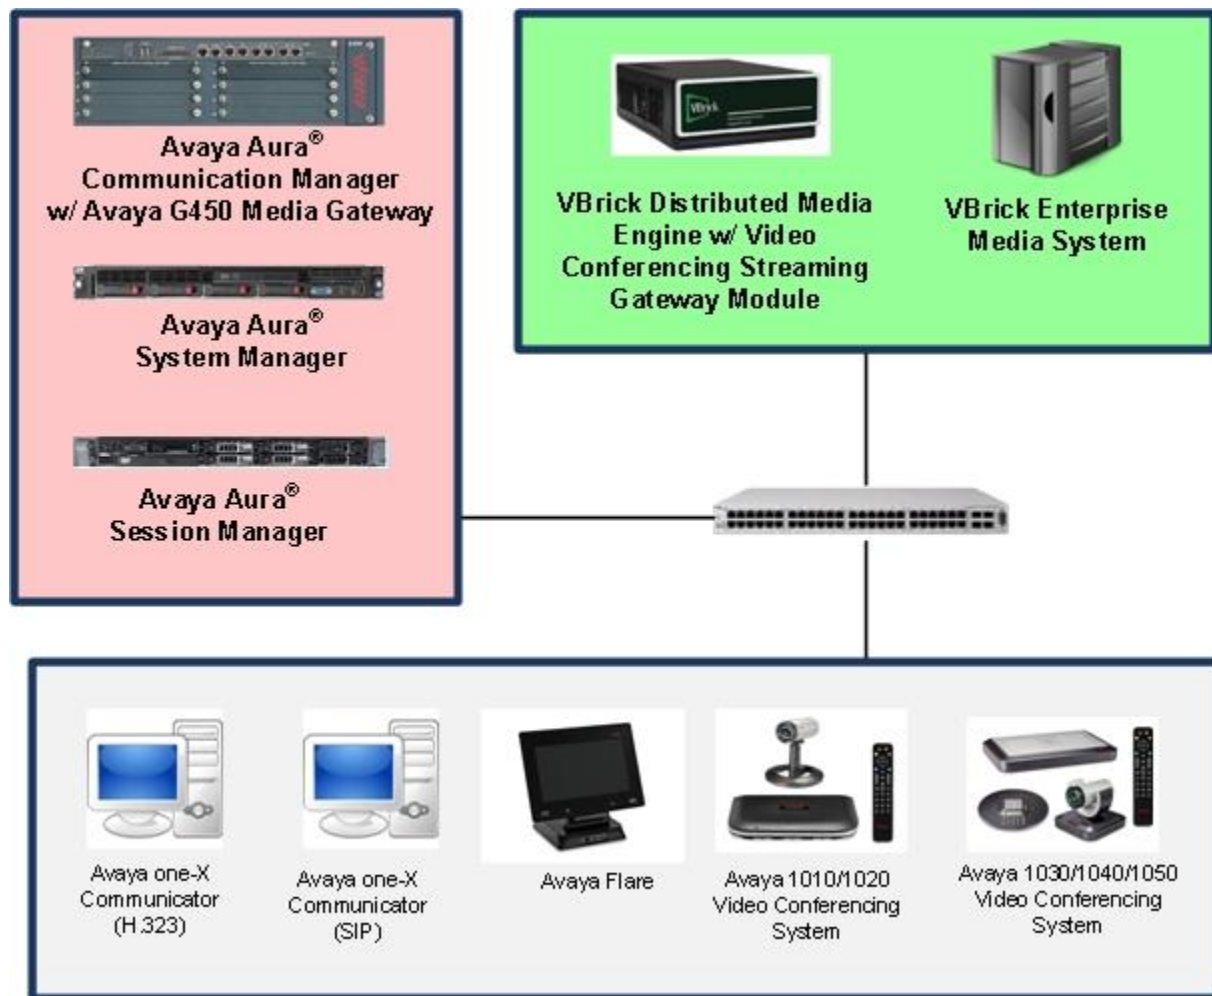 AVAYA
Avaya Aura®
Communication Manager
w/ Avaya G450 Media Gateway
Avaya Aura®
System Manager
Avaya Aura®
Session Manager
VBrick
VBrick Distributed Media
Engine w/ Video
Conferencing Streaming
Gateway Module
VBrick Enterprise
Media System
Avaya one-X
Communicator
(H.323)
Avaya one-X
Communicator
(SIP)
Avaya Flare
Avaya 1010/1020
Video Conferencing
System
Avaya 1030/1040/1050
Video Conferencing
System